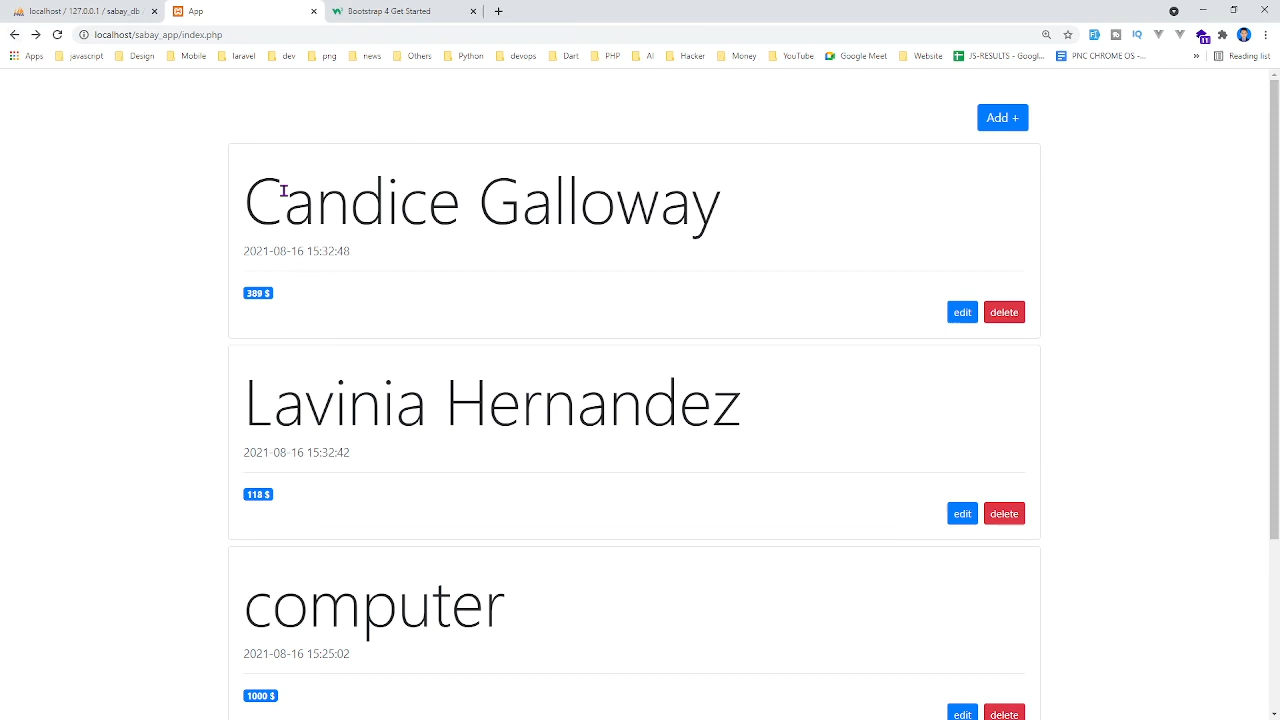 localhost / 127.0.0.1 / sabay_db
App
Bootstrap 4 Get Started
localhost/sabay_app/index.php
Apps
javascript
Design
Mobile
laravel
dev
png
news
Others
Python
devops
Dart
PHP
AI
Hacker
Money
YouTube
Google Meet
Website
JS-RESULTS - Googl...
PNC CHROME OS -...
»
Reading list
IQ
11
Add +
Candice Galloway
2021-08-16 15:32:48
389 $
edit
delete
Lavinia Hernandez
2021-08-16 15:32:42
118 $
edit
delete
computer
2021-08-16 15:25:02
1000 $
edit
delete